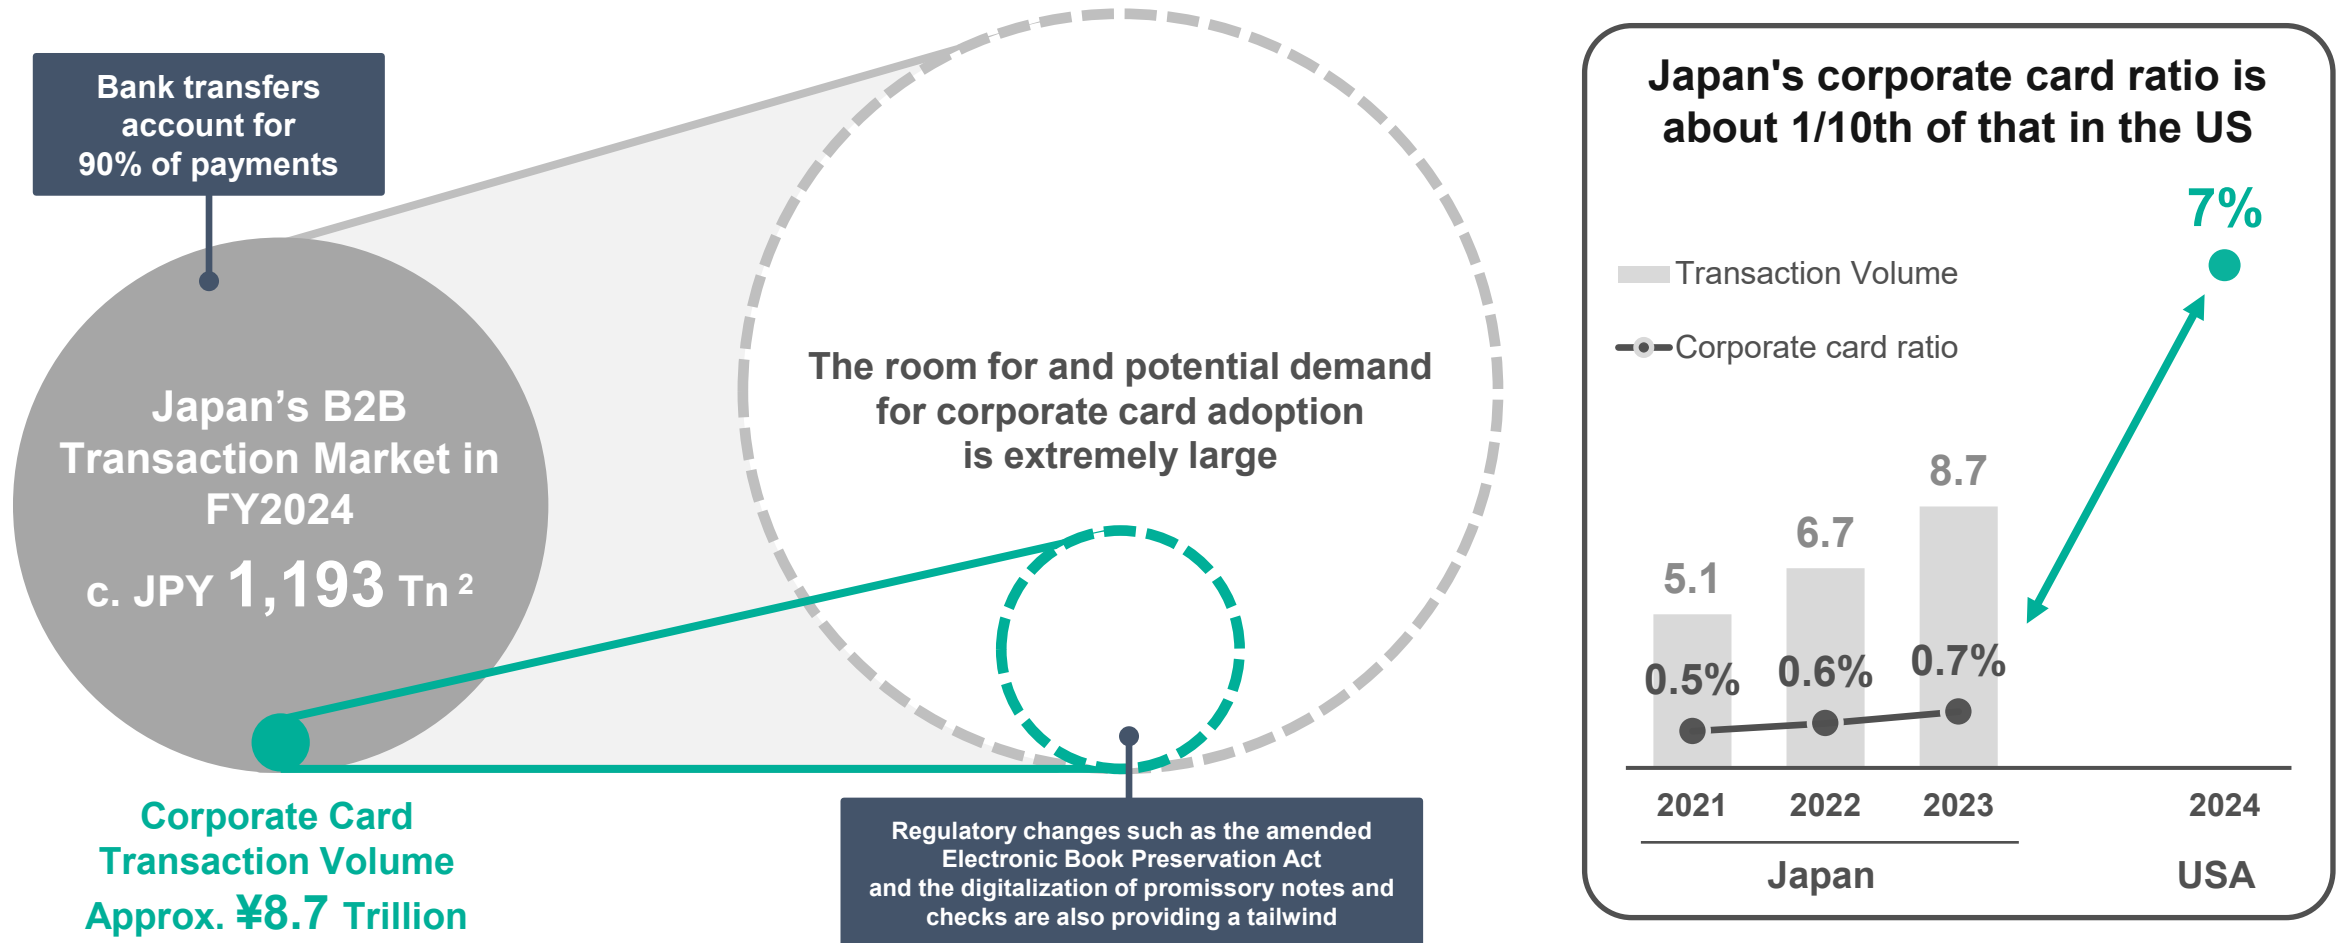 Bank transfers
account for
90% of payments
Japan’s B2B
Transaction Market in
FY2024
c. JPY 1,193 Tn ²
Corporate Card
Transaction Volume
Approx. ¥8.7 Trillion
The room for and potential demand
for corporate card adoption
is extremely large
Regulatory changes such as the amended
Electronic Book Preservation Act
and the digitalization of promissory notes and
checks are also providing a tailwind
Japan's corporate card ratio is
about 1/10th of that in the US
7%
Transaction Volume
Corporate card ratio
5.1
6.7
8.7
0.5%
0.6%
0.7%
2021
2022
2023
2024
Japan
USA